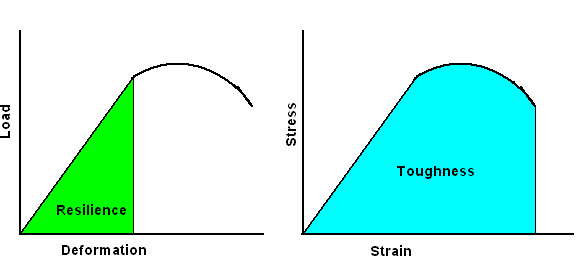 Load
Resilience
Deformation
Stress
Toughness
Strain